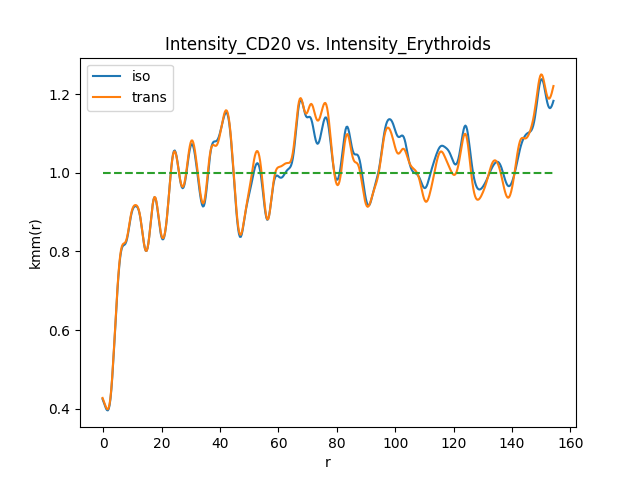 Intensity_CD20 vs. Intensity_Erythroids
iso
trans
kmm(r)
1.2
1.0
0.8
0.6
0.4
0 20 40 60 80 100 120 140 160
r